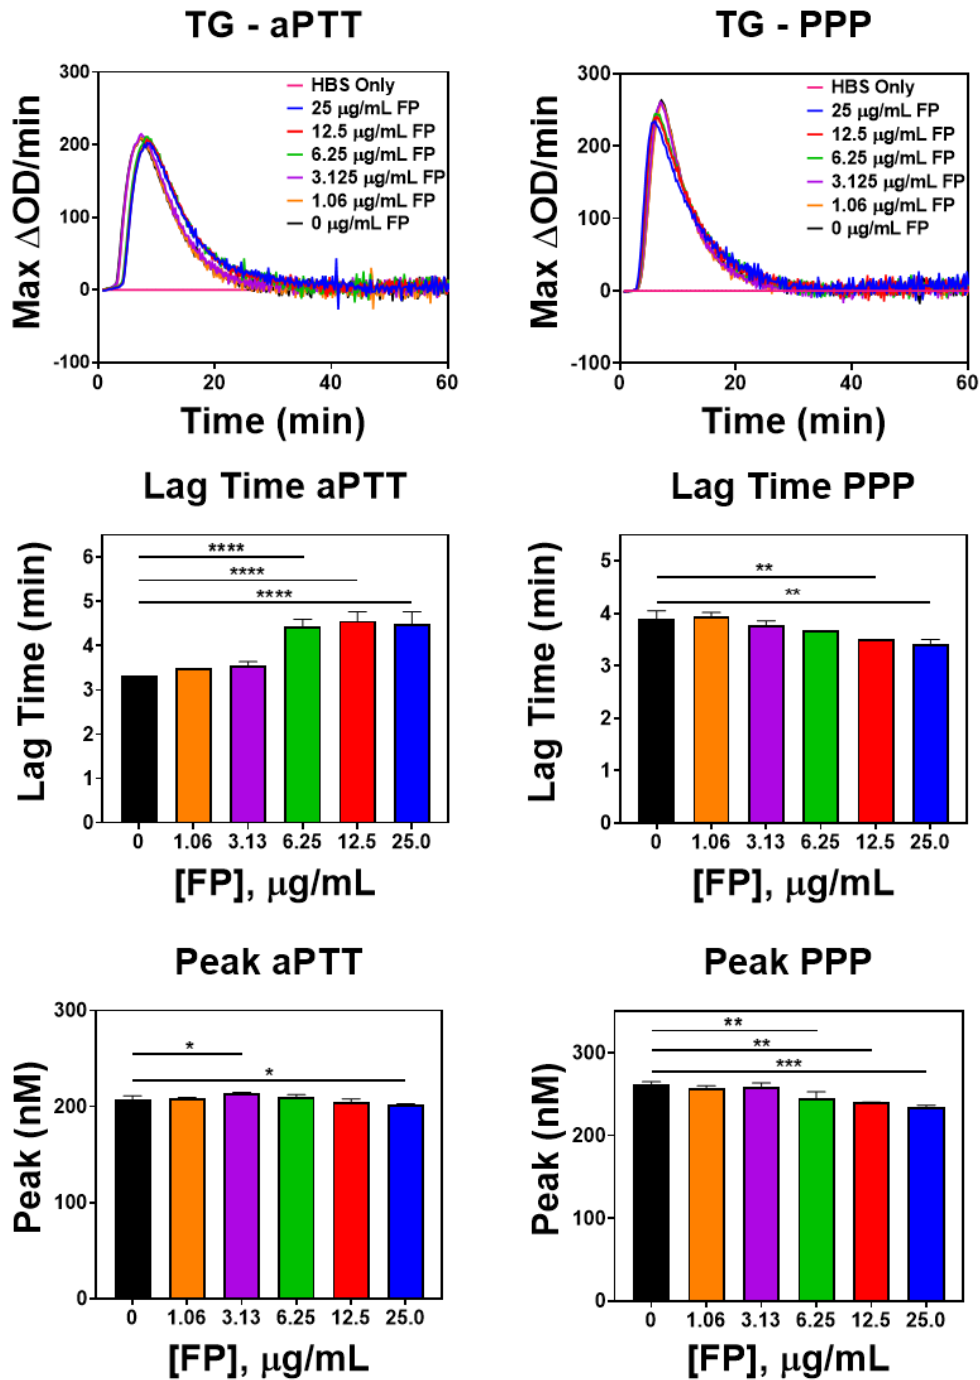 TG - aPTT
TG - PPP
Max ΔOD/min
300
200
100
0
-100
HBS Only
25 μg/mL FP
12.5 μg/mL FP
6.25 μg/mL FP
3.125 μg/mL FP
1.06 μg/mL FP
0 μg/mL FP
0 20 40 60
Time (min)
Max ΔOD/min
300
200
100
0
-100
HBS Only
25 μg/mL FP
12.5 μg/mL FP
6.25 μg/mL FP
3.125 μg/mL FP
1.06 μg/mL FP
0 μg/mL FP
0 20 40 60
Time (min)
Lag Time aPTT
Lag Time (min)
6
5
4
3
2
1
0
****
****
****
0 1.06 3.13 6.25 12.5 25.0
[FP], μg/mL
Lag Time PPP
Lag Time (min)
5
4
3
2
1
0
**
**
0 1.06 3.13 6.25 12.5 25.0
[FP], μg/mL
Peak aPTT
Peak (nM)
300
200
100
0
*
*
0 1.06 3.13 6.25 12.5 25.0
[FP], μg/mL
Peak PPP
Peak (nM)
300
200
100
0
**
**
***
0 1.06 3.13 6.25 12.5 25.0
[FP], μg/mL